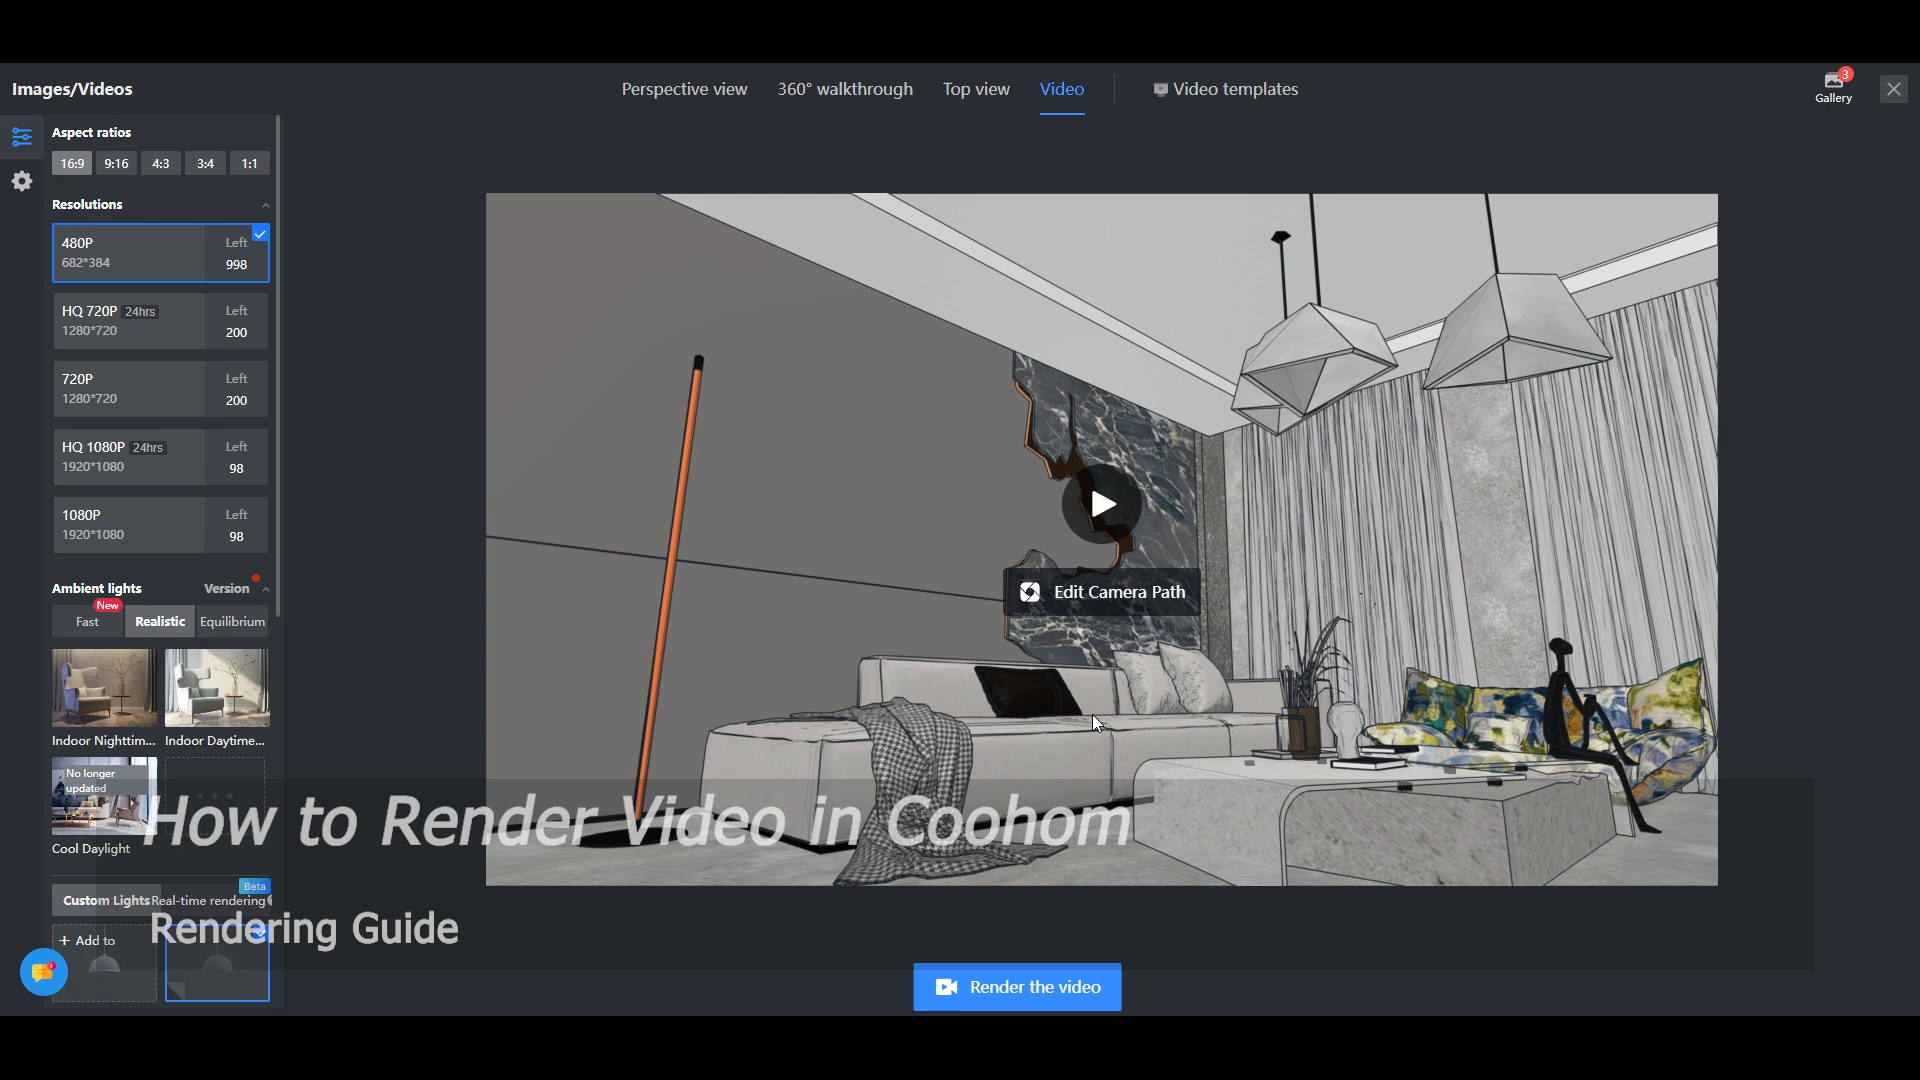 Images/Videos
Perspective view
360° walkthrough
Top view
Video
Video templates
3
Gallery
Aspect ratios
16:9 9:16 4:3 3:4 1:1
Resolutions
480P Left
682*384 998
HQ 720P 24hrs Left
1280*720 200
720P Left
1280*720 200
HQ 1080P 24hrs Left
1920*1080 98
1080P Left
1920*1080 98
Ambient lights Version
New
Fast Realistic Equilibrium
Indoor Nighttim... Indoor Daytime...
No longer
updated
Cool Daylight
Beta
Custom Lights Real-time rendering
+ Add to
Edit Camera Path
How to Render Video in Coohom
Rendering Guide
Render the video